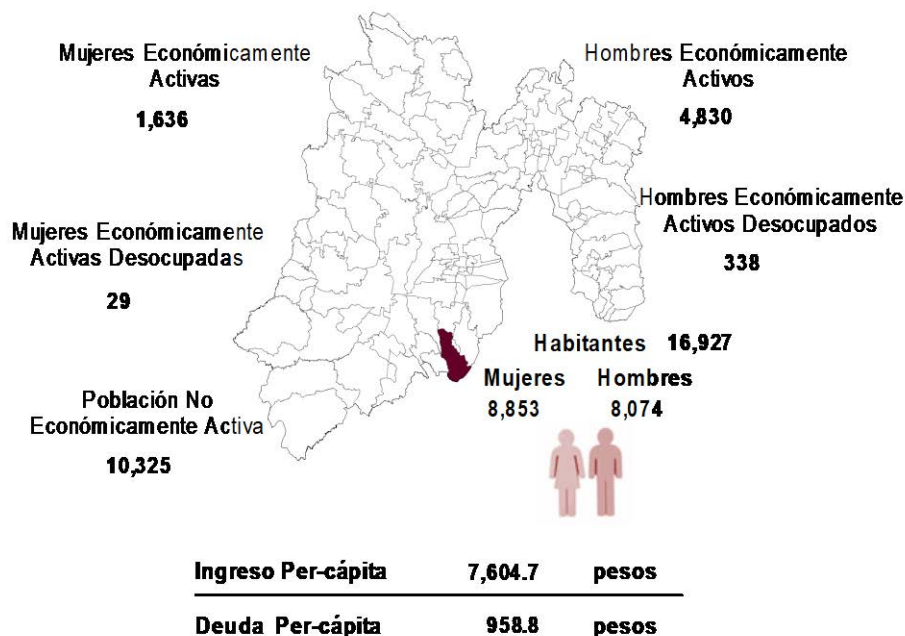 Mujeres Económicamente
Activas
1,636
Hombres Económicamente
Activos
4,830
Mujeres Económicamente
Activas Desocupadas
29
Hombres Económicamente
Activos Desocupados
338
Habitantes 16,927
Mujeres Hombres
8,853 8,074
Población No
Económicamente Activa
10,325
Ingreso Per-cápita 7,604.7 pesos
Deuda Per-cápita 958.8 pesos